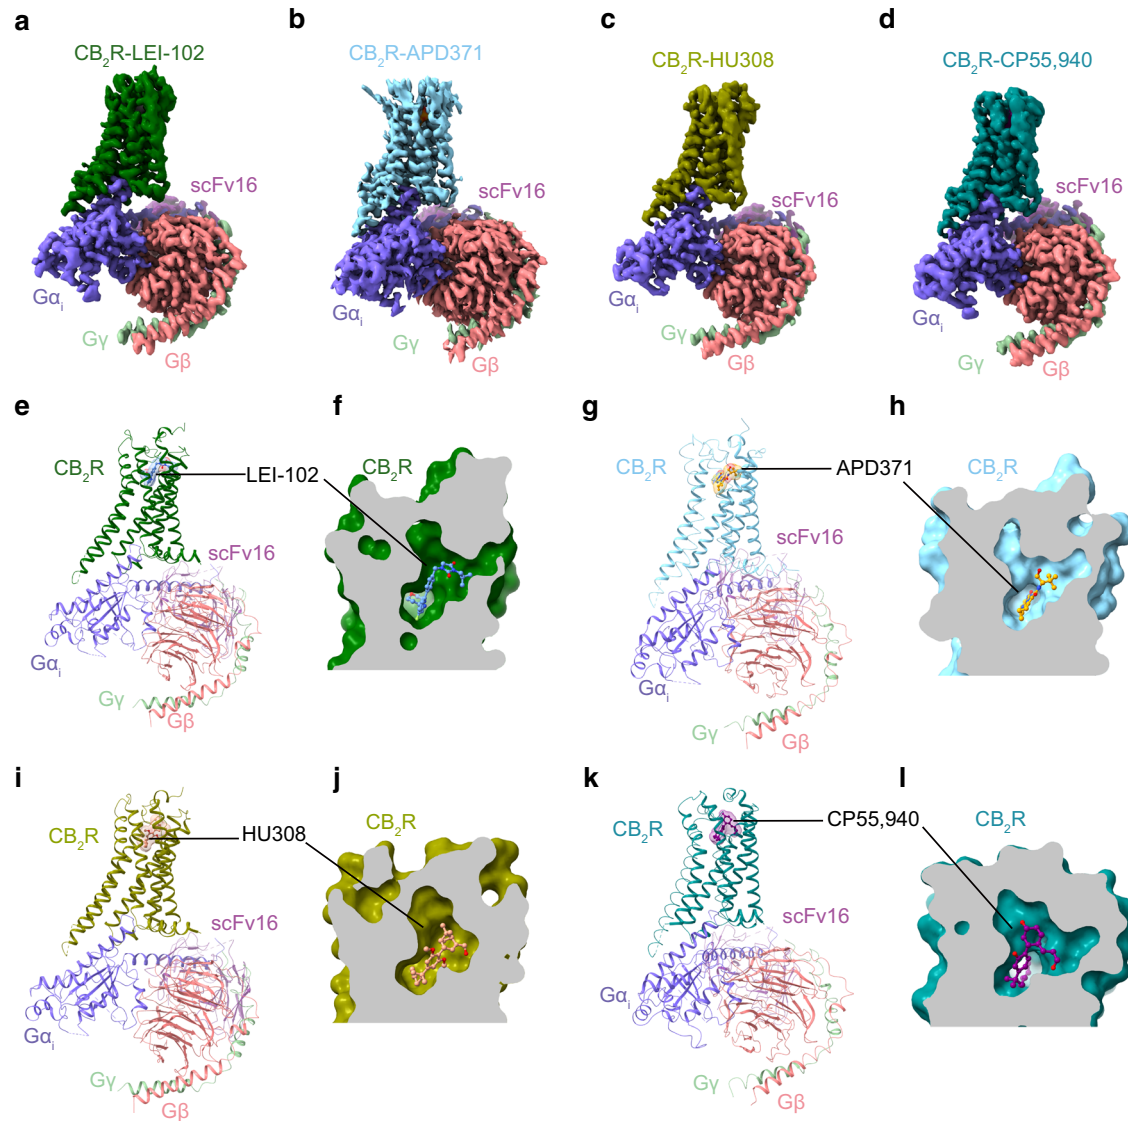 a
b
c
d
CB₂R-LEI-102
CB₂R-APD371
CB₂R-HU308
CB₂R-CP55,940
scFv16
scFv16
scFv16
scFv16
Gαᵢ
Gαᵢ
Gαᵢ
Gαᵢ
Gγ
Gβ
Gγ
Gβ
Gγ
Gβ
Gγ
Gβ
e
f
g
h
CB₂R
LEI-102
CB₂R
CB₂R
APD371
CB₂R
scFv16
scFv16
Gαᵢ
Gαᵢ
Gγ
Gβ
Gγ
Gβ
i
j
k
l
CB₂R
HU308
CB₂R
CB₂R
CP55,940
CB₂R
scFv16
scFv16
Gαᵢ
Gαᵢ
Gγ
Gβ
Gγ
Gβ